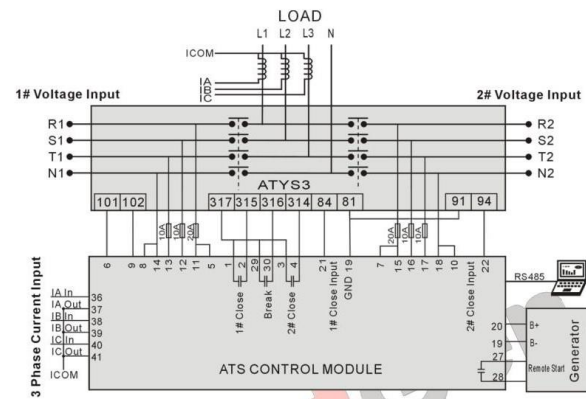 LOAD
L1 L2 L3 N
ICOM
IA
IB
IC
1# Voltage Input
2# Voltage Input
R1 R2
S1 S2
T1 T2
N1 N2
ATYS3
101 102 317 315 316 314 84 81 91 94
10A 10A 20A 20A 10A 10A
6 9 8 14 13 12 11 5 1 2 29 30 3 4 21 19 7 15 16 17 18 10 22
1# Close
Break
2# Close
1# Close Input
GND
2# Close Input
RS485
3 Phase Current Input
IA In 36
IA Out 37
IB In 38
IB Out 39
IC In 40
IC Out 41
ICOM
ATS CONTROL MODULE
20 B+
19 B-
27 Remote Start
28
Generator